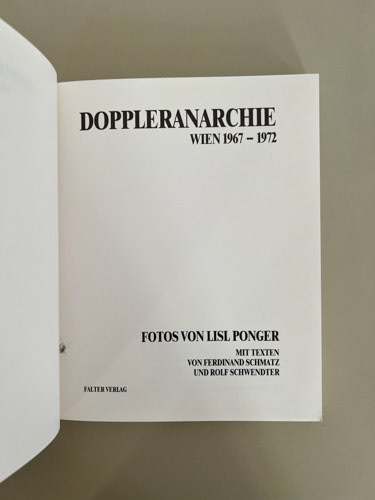 DOPPLERANARCHIE
WIEN 1967 – 1972
FOTOS VON LISL PONGER
MIT TEXTEN
VON FERDINAND SCHMATZ
UND ROLF SCHWENDTER
FALTER VERLAG